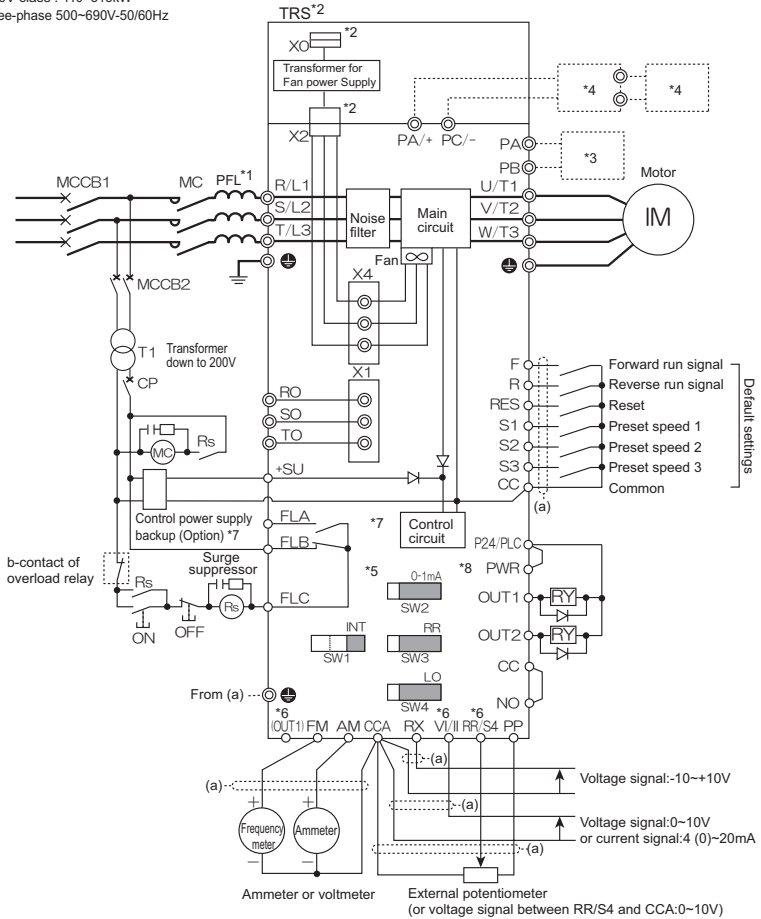 ee-phase 500~690V-50/60Hz
TRS*2
X0
*2
Transformer for
Fan power Supply
*2
X2
*4
*4
PA/+ PC/-
PA
PB
*3
Motor
MCCB1
MC
PFL*1
R/L1
S/L2
T/L3
Noise
filter
Main
circuit
U/T1
V/T2
W/T3
IM
Fan
X4
MCCB2
T1
Transformer
down to 200V
CP
X1
RO
SO
TO
MC
Rs
+SU
F
R
RES
S1
S2
S3
CC
Forward run signal
Reverse run signal
Reset
Preset speed 1
Preset speed 2
Preset speed 3
Common
Default settings
(a)
Control power supply
backup (Option) *7
FLA
FLB
FLC
*7
Control
circuit
b-contact of
overload relay
Rs
ON
OFF
Surge
suppressor
Rs
*5
0-1mA
SW2
INT
SW1
RR
SW3
LO
SW4
*8
P24/PLC
PWR
OUT1
RY
OUT2
RY
CC
NO
From (a)
*6
(OUT1)
FM
AM
CCA
RX
*6
VI/II
*6
RR/S4
PP
(a)
(a)
(a)
(a)
Voltage signal:-10~+10V
Voltage signal:0~10V
or current signal:4 (0)~20mA
+
Frequency
meter
−
+
Ammeter
−
Ammeter or voltmeter
External potentiometer
(or voltage signal between RR/S4 and CCA:0~10V)